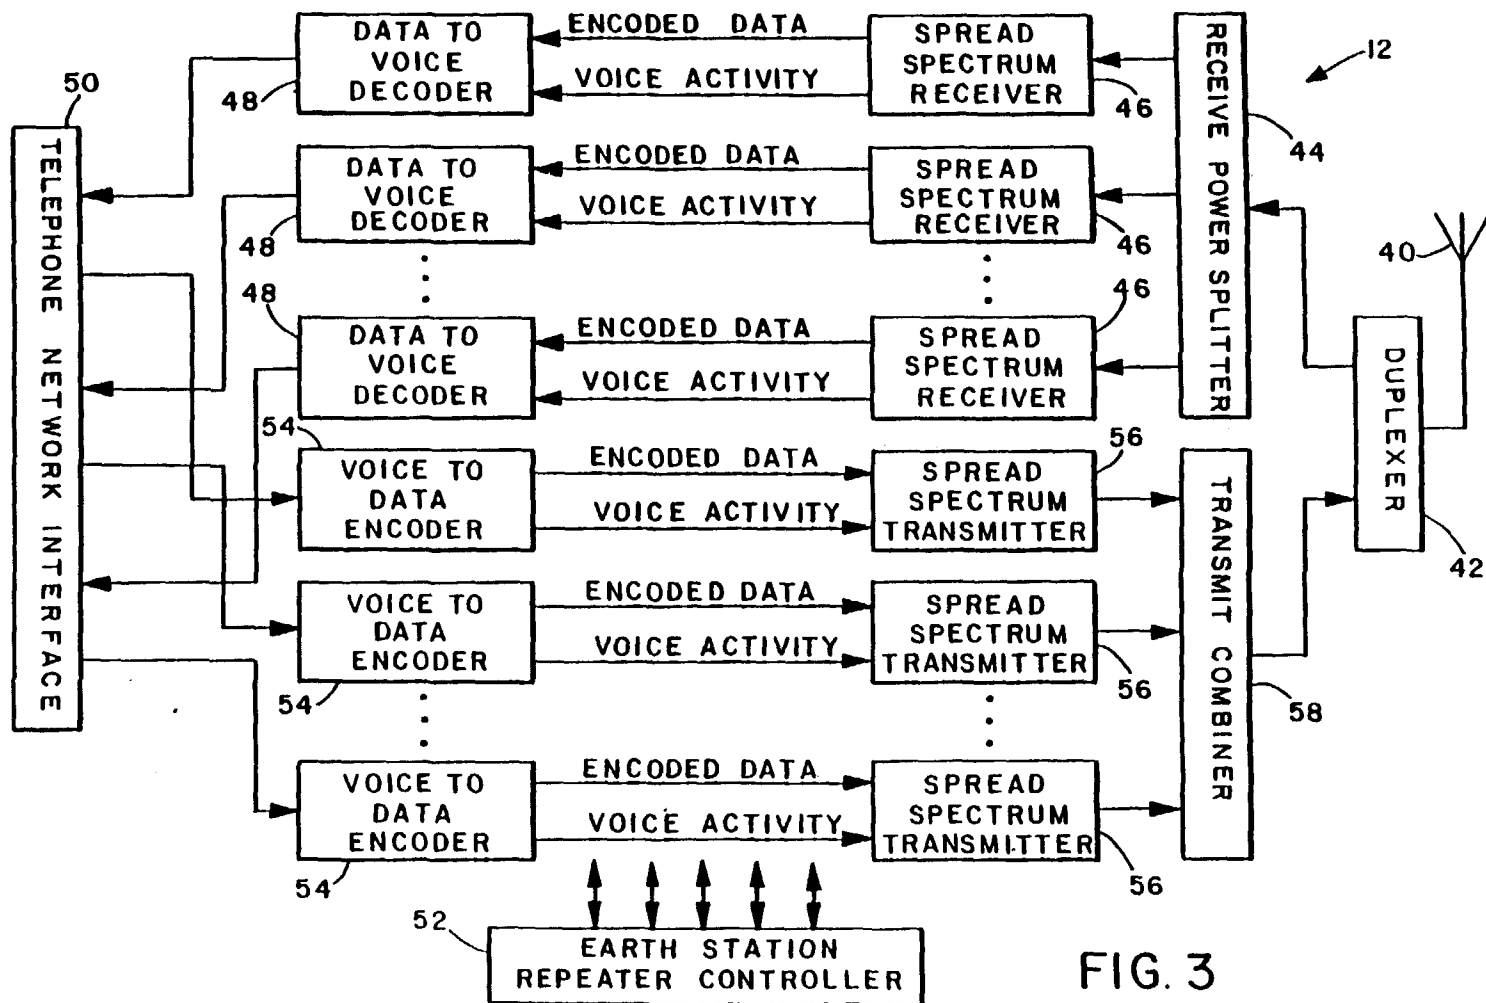 DATA TO
VOICE
DECODER
48
ENCODED DATA
VOICE ACTIVITY
SPREAD
SPECTRUM
RECEIVER
46
RECEIVE POWER SPLITTER
44
12
50
TELEPHONE NETWORK INTERFACE
DATA TO
VOICE
DECODER
48
ENCODED DATA
VOICE ACTIVITY
SPREAD
SPECTRUM
RECEIVER
46
40
48
DATA TO
VOICE
DECODER
ENCODED DATA
VOICE ACTIVITY
46
SPREAD
SPECTRUM
RECEIVER
DUPLEXER
42
54
VOICE TO
DATA
ENCODER
ENCODED DATA
VOICE ACTIVITY
56
SPREAD
SPECTRUM
TRANSMITTER
TRANSMIT COMBINER
58
VOICE TO
DATA
ENCODER
54
ENCODED DATA
VOICE ACTIVITY
SPREAD
SPECTRUM
TRANSMITTER
56
VOICE TO
DATA
ENCODER
54
ENCODED DATA
VOICE ACTIVITY
SPREAD
SPECTRUM
TRANSMITTER
56
52
EARTH STATION
REPEATER CONTROLLER
FIG. 3